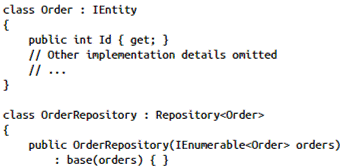 class Order : IEntity
{
    public int Id { get; }
    // Other implementation details omitted
    // ...
}

class OrderRepository : Repository<Order>
{
    public OrderRepository(IEnumerable<Order> orders)
        : base(orders) { }